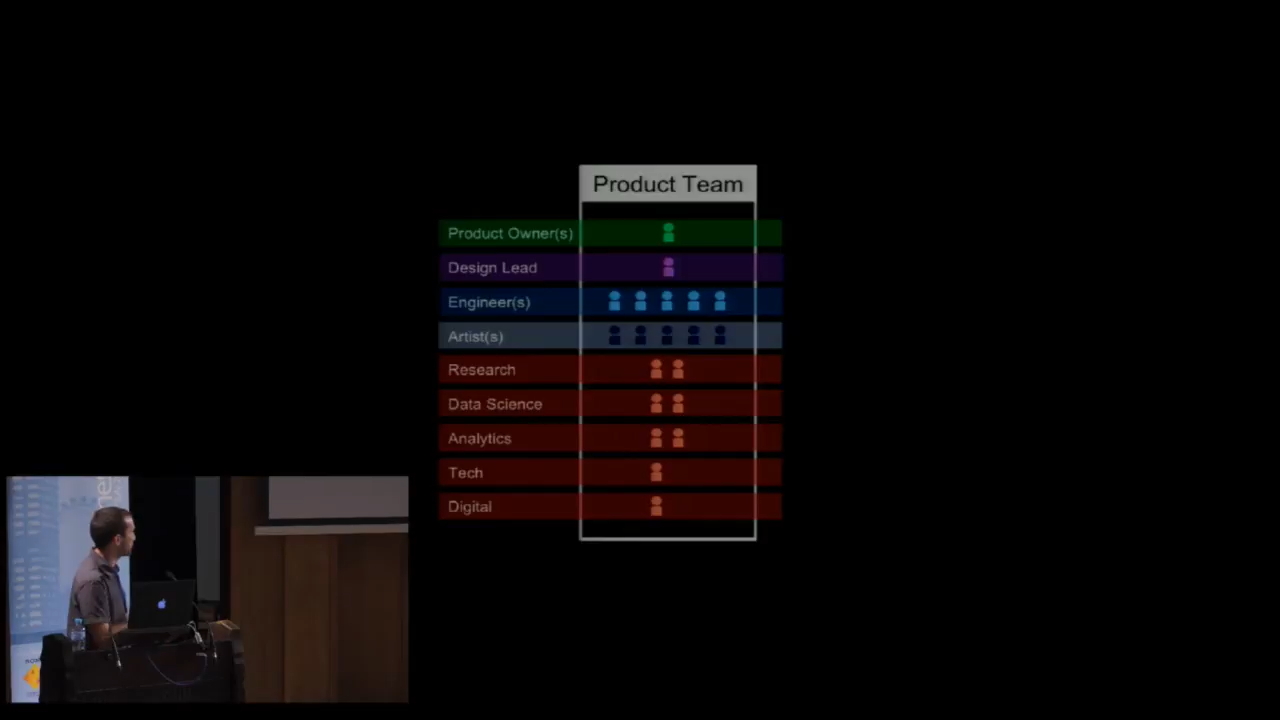 Product Team
Product Owner(s)
Design Lead
Engineer(s)
Artist(s)
Research
Data Science
Analytics
Tech
Digital